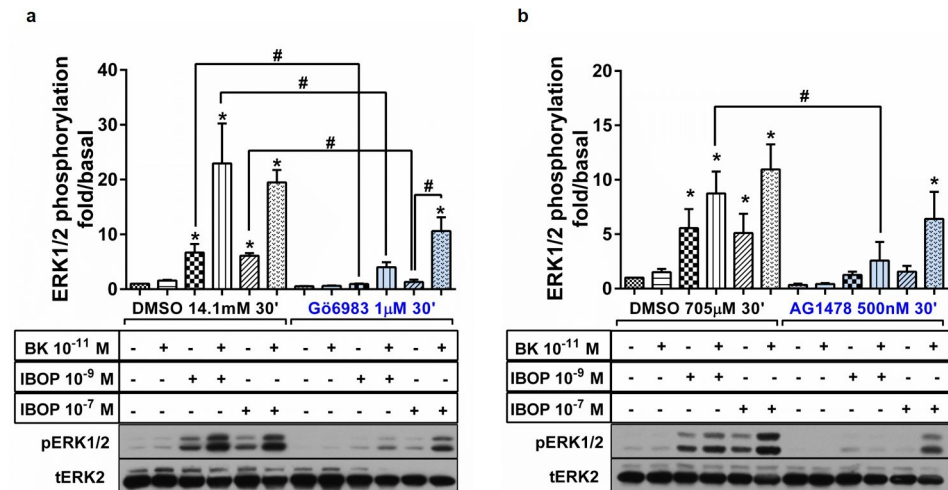 a
ERK1/2 phosphorylation
fold/basal
40
30
20
10
0
#
#
#
#
* * * * *
DMSO 14.1mM 30'
Gö6983 1μM 30'
BK 10⁻¹¹ M - + - + - + - + - + - +
IBOP 10⁻⁹ M - - + + - - - - + + - -
IBOP 10⁻⁷ M - - - - + + - - - - + +
pERK1/2
tERK2
b
ERK1/2 phosphorylation
fold/basal
20
15
10
5
0
#
* * * * *
DMSO 705μM 30'
AG1478 500nM 30'
BK 10⁻¹¹ M - + - + - + - + - + - +
IBOP 10⁻⁹ M - - + + - - - - + + - -
IBOP 10⁻⁷ M - - - - + + - - - - + +
pERK1/2
tERK2